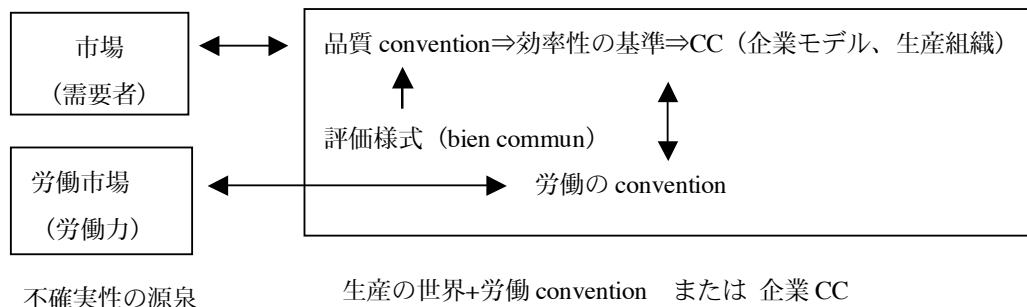 市場
（需要者）
品質 convention⇒効率性の基準⇒CC（企業モデル、生産組織）
評価様式（bien commun）
労働の convention
労働市場
（労働力）
不確実性の源泉
生産の世界+労働 convention または 企業 CC